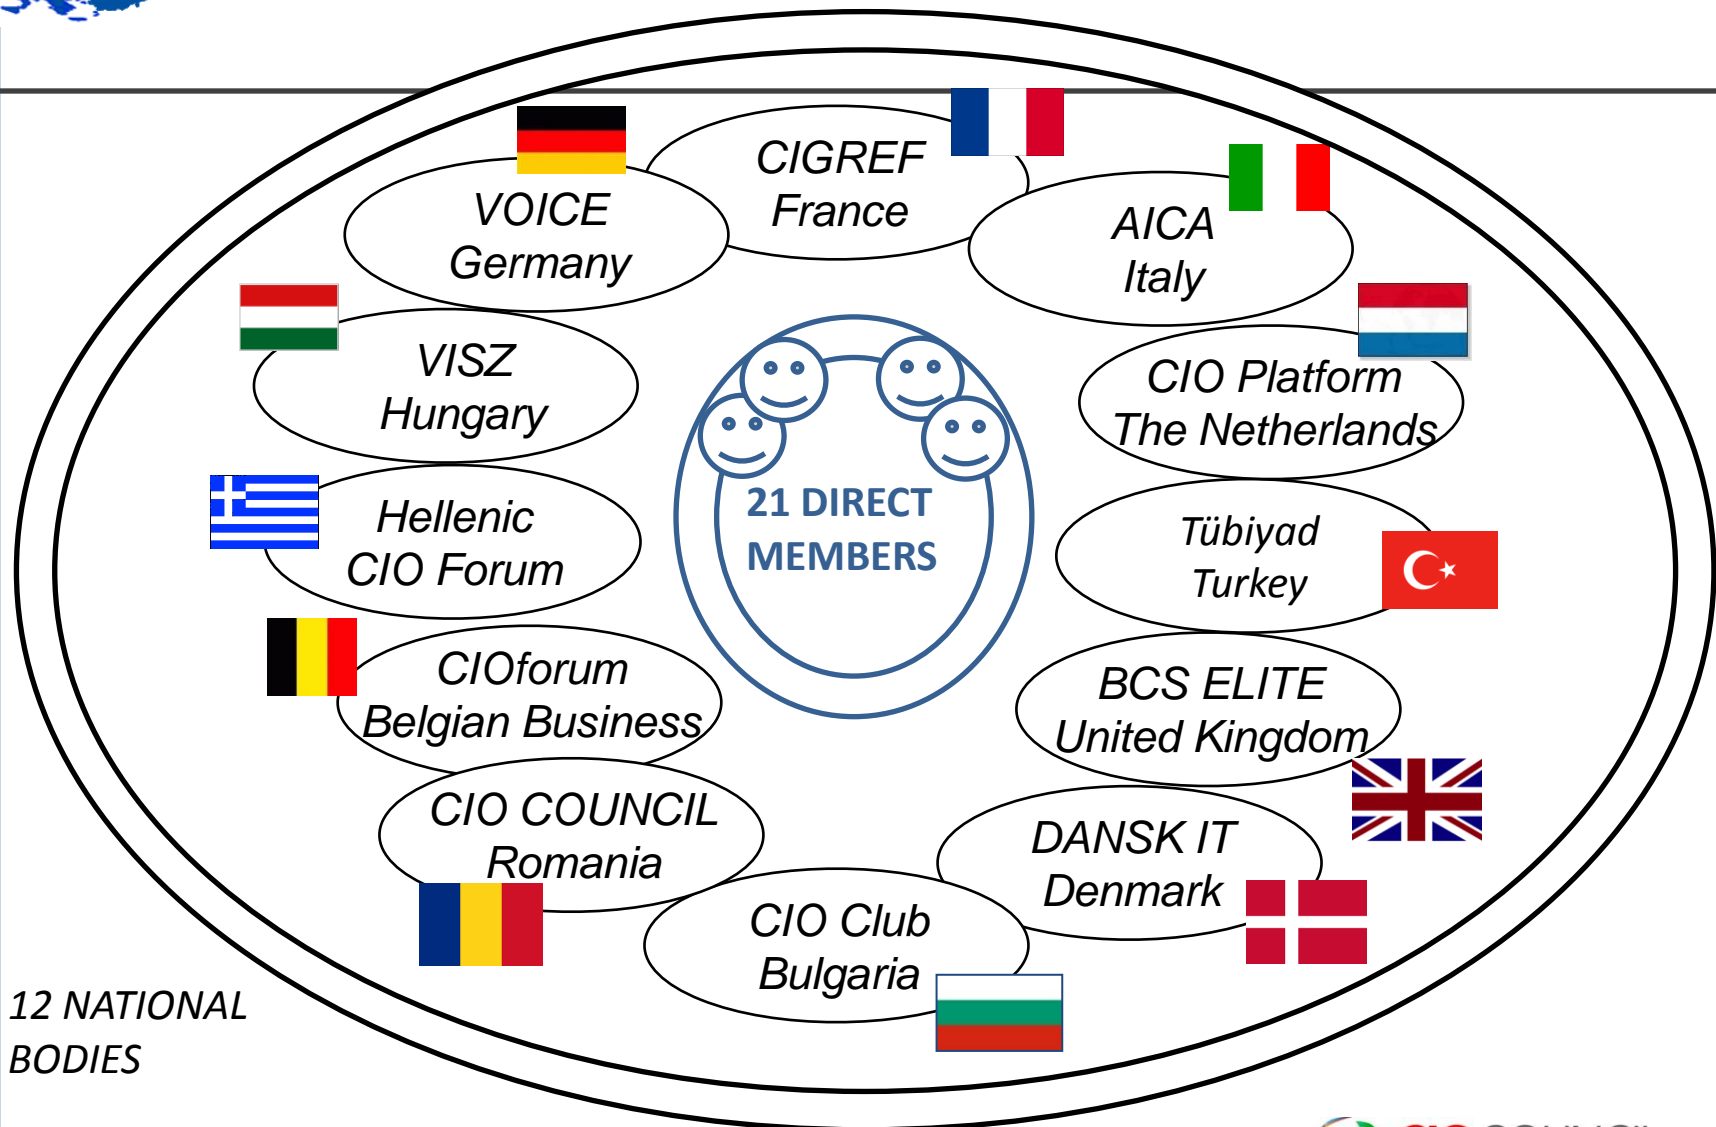 CIGREF
France
VOICE
Germany
AICA
Italy
VISZ
Hungary
CIO Platform
The Netherlands
Hellenic
CIO Forum
21 DIRECT
MEMBERS
Tübiyad
Turkey
CIOforum
Belgian Business
BCS ELITE
United Kingdom
CIO COUNCIL
Romania
DANSK IT
Denmark
CIO Club
Bulgaria
12 NATIONAL
BODIES
CIO COUNCIL